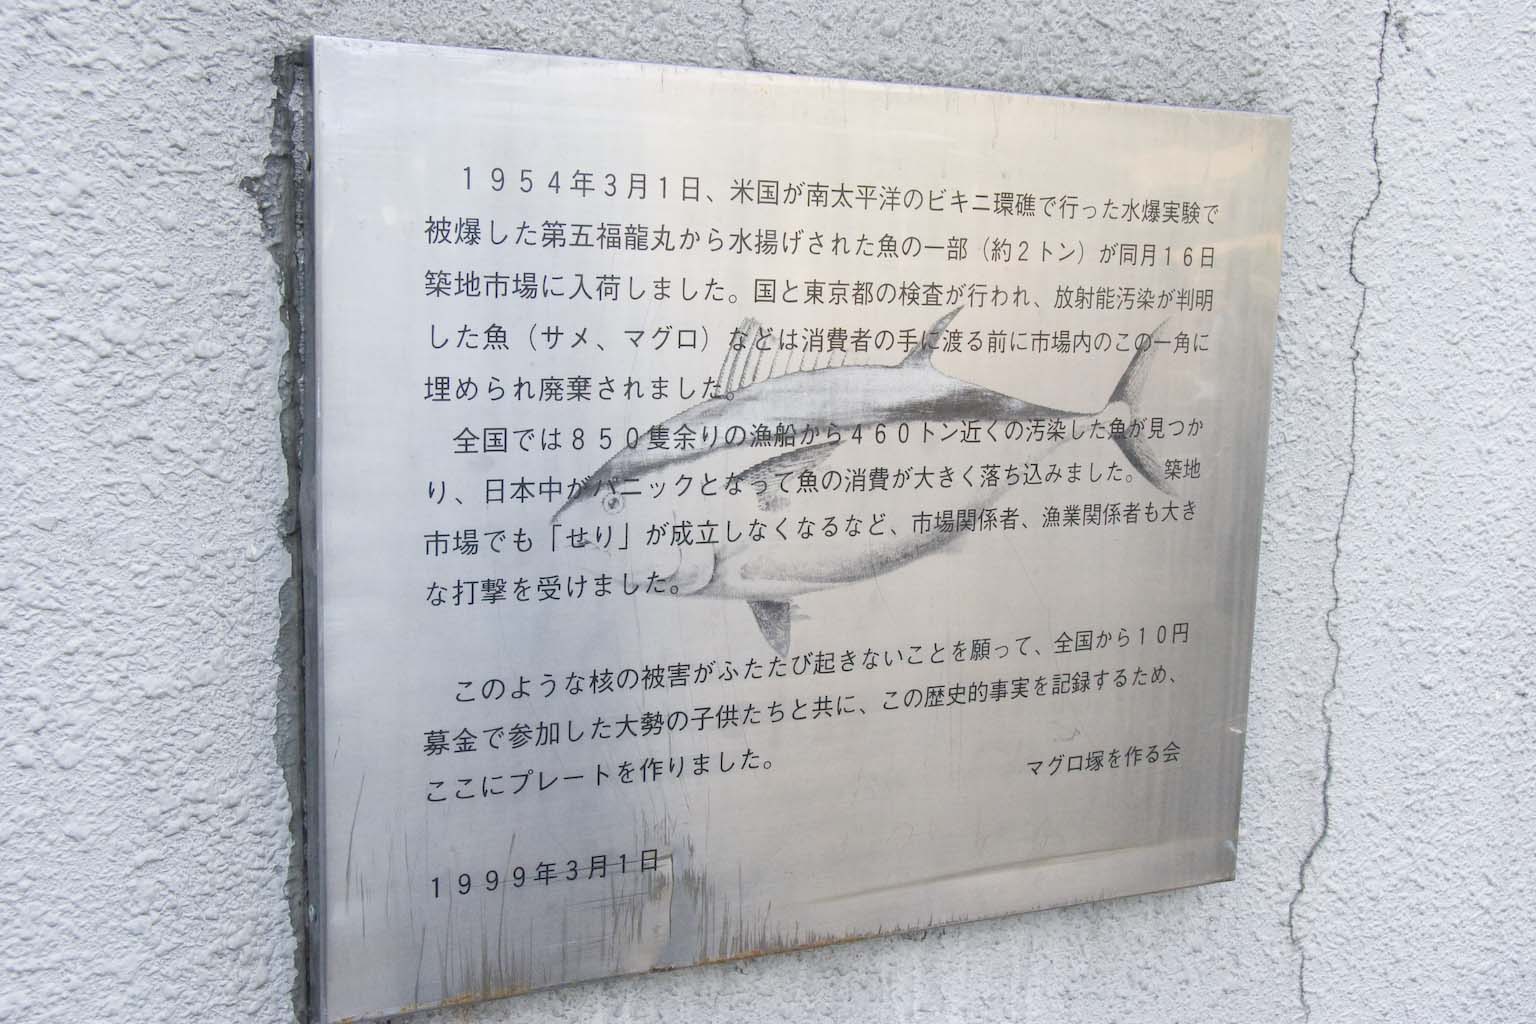 １９５４年３月１日、米国が南太平洋のビキニ環礁で行った水爆実験で
被爆した第五福龍丸から水揚げされた魚の一部（約２トン）が同月１６日
築地市場に入荷しました。国と東京都の検査が行われ、放射能汚染が判明
した魚（サメ、マグロ）などは消費者の手に渡る前に市場内のこの一角に
埋められ廃棄されました。
全国では８５０隻余りの漁船から４６０トン近くの汚染した魚が見つか
り、日本中がパニックとなって魚の消費が大きく落ち込みました。 築地
市場でも「せり」が成立しなくなるなど、市場関係者、漁業関係者も大き
な打撃を受けました。
このような核の被害がふたたび起きないことを願って、全国から１０円
募金で参加した大勢の子供たちと共に、この歴史的事実を記録するため、
ここにプレートを作りました。
マグロ塚を作る会
１９９９年３月１日